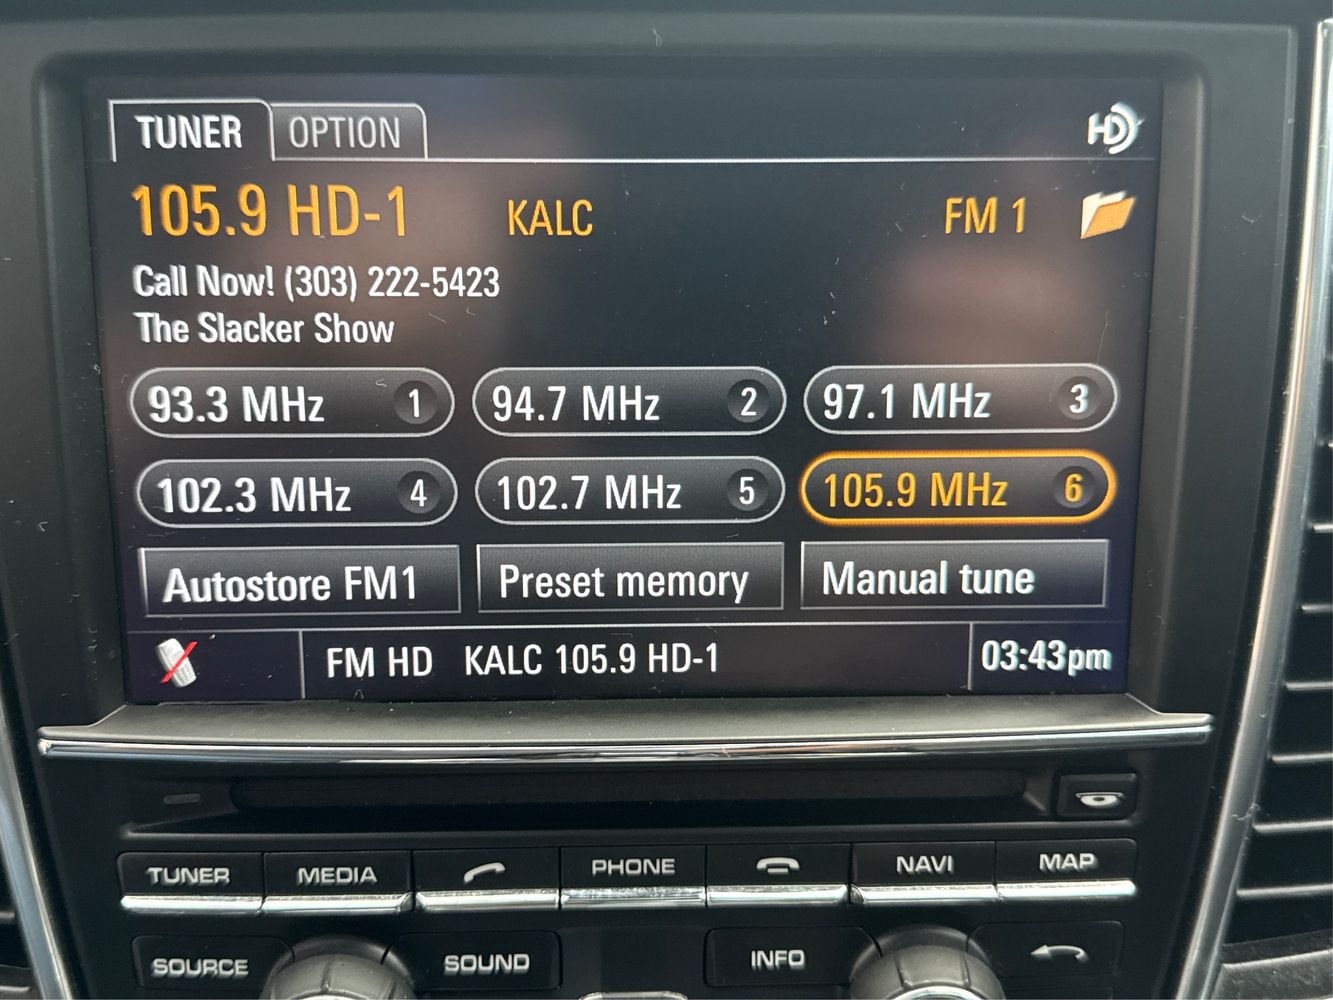 TUNER OPTION HD
105.9 HD-1 KALC FM 1
Call Now! (303) 222-5423
The Slacker Show
93.3 MHz 1 94.7 MHz 2 97.1 MHz 3
102.3 MHz 4 102.7 MHz 5 105.9 MHz 6
Autostore FM1 Preset memory Manual tune
FM HD KALC 105.9 HD-1 03:43pm
TUNER MEDIA PHONE NAVI MAP
SOURCE SOUND INFO